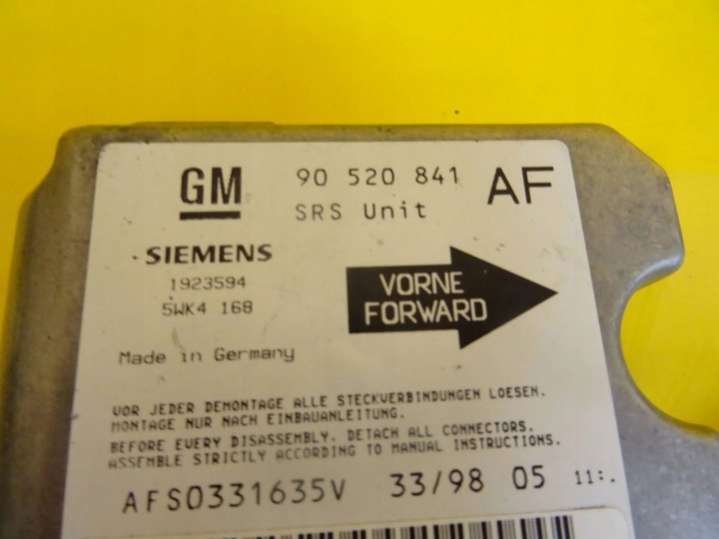 GM 90 520 841 AF
SRS Unit
SIEMENS
1923594
5WK4 168
VORNE
FORWARD
Made in Germany
VOR JEDER DEMONTAGE ALLE STECKVERBINDUNGEN LOESEN.
MONTAGE NUR NACH EINBAUANLEITUNG.
BEFORE EVERY DISASSEMBLY. DETACH ALL CONNECTORS.
ASSEMBLE STRICTLY ACCORDING TO MANUAL INSTRUCTIONS.
AFS0331635V 33/98 05 11:.